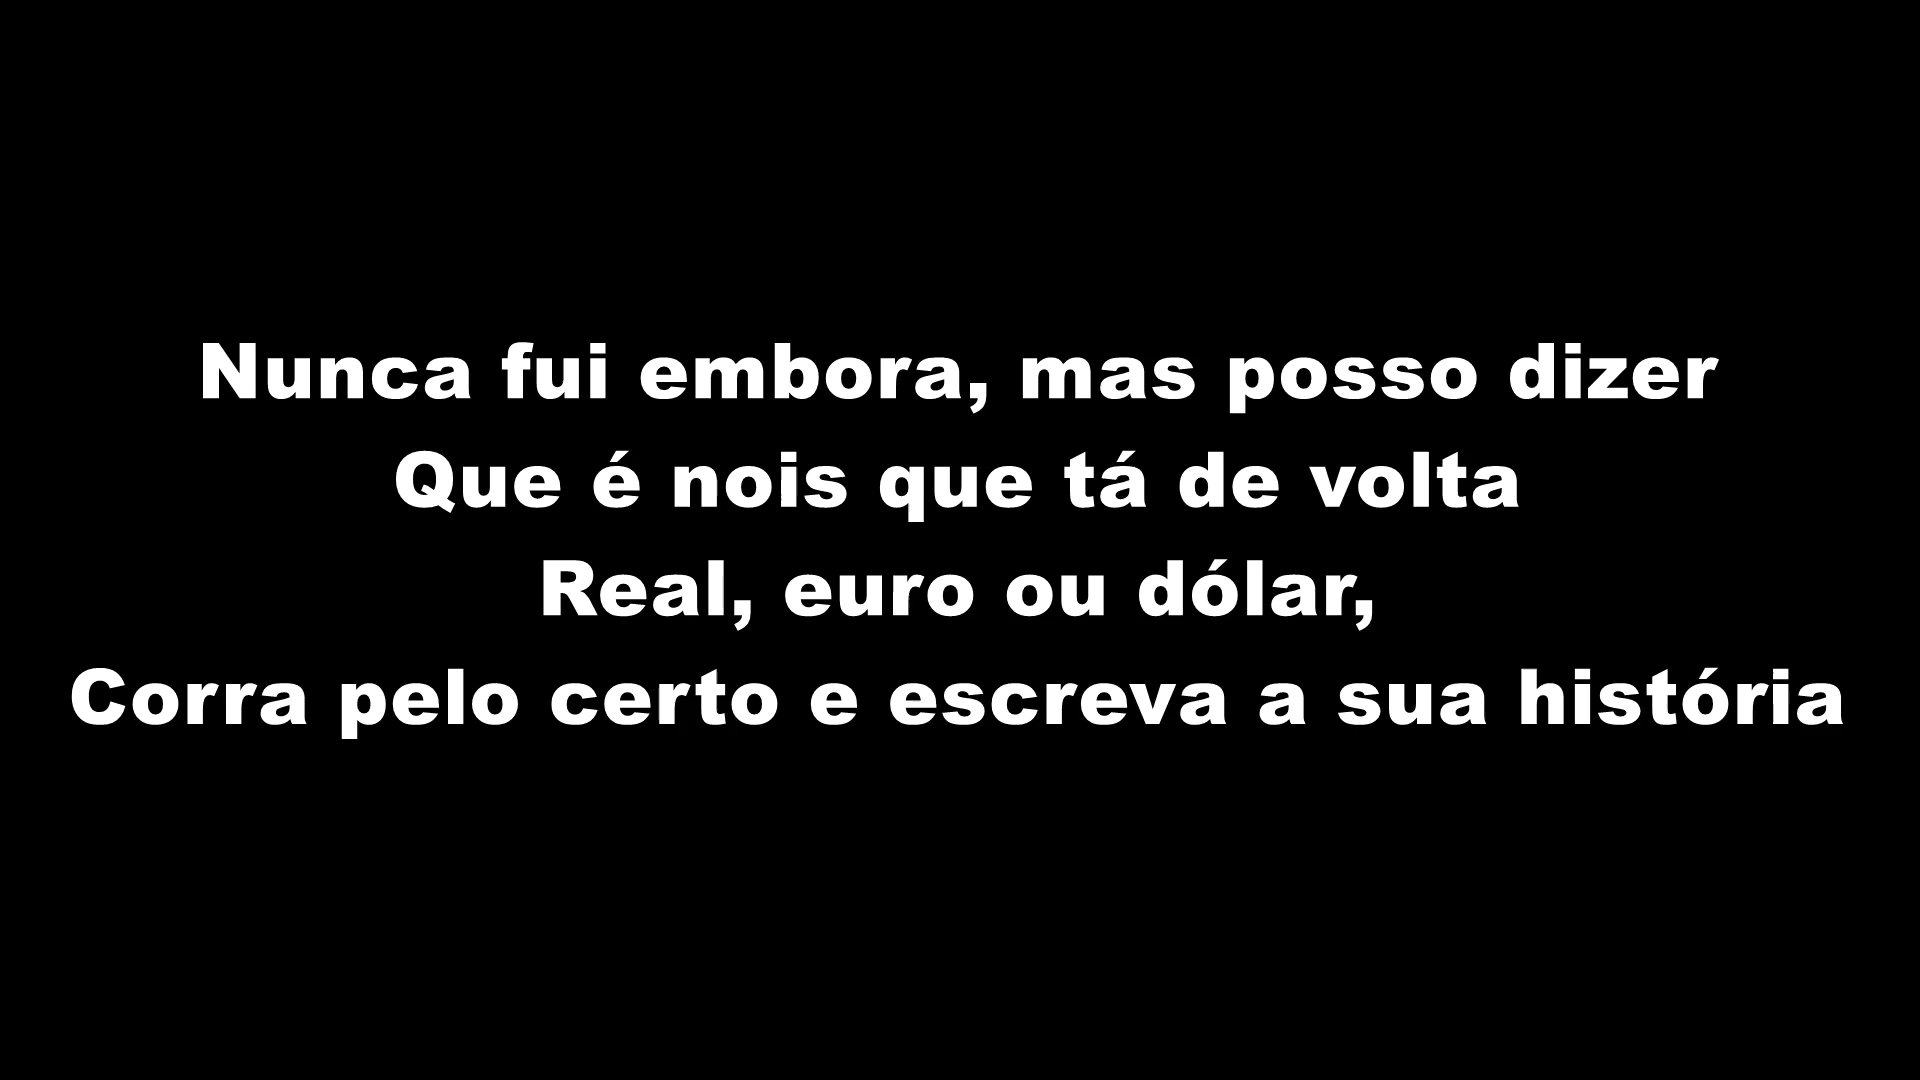 Nunca fui embora, mas posso dizer
Que é nois que tá de volta
Real, euro ou dólar,
Corra pelo certo e escreva a sua história